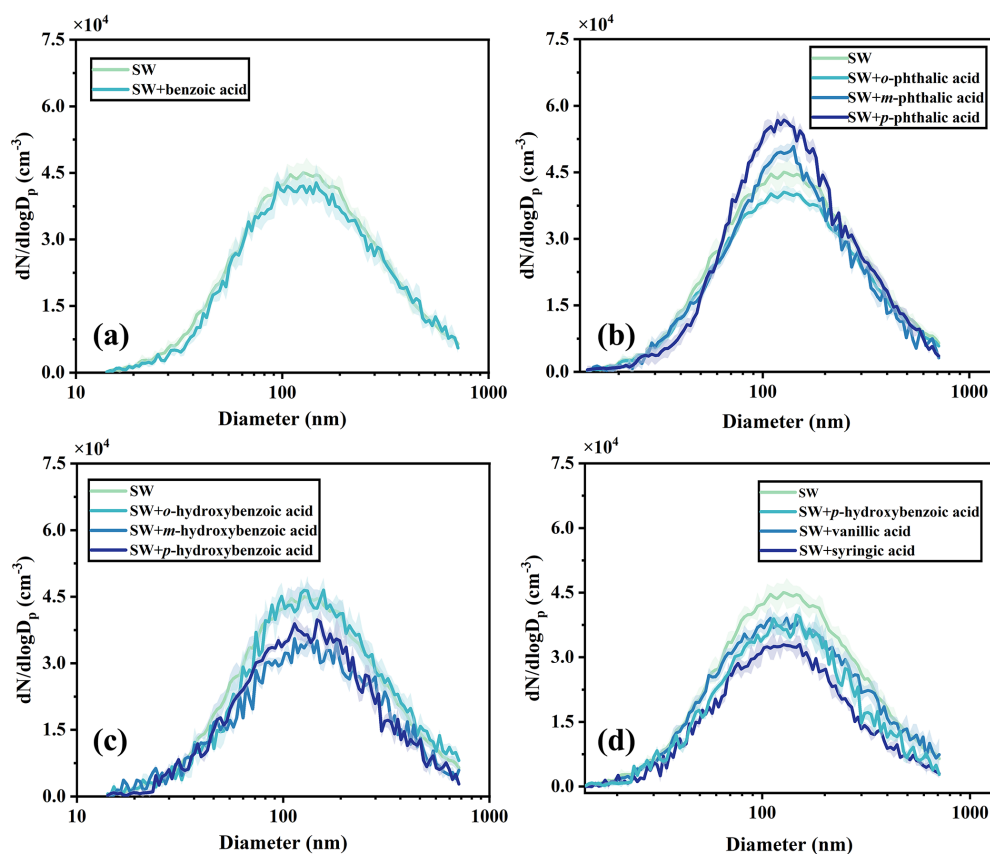 ×10⁴
7.5
6.0
4.5
3.0
1.5
0.0
dN/dlogDₚ (cm⁻³)
SW
SW+benzoic acid
(a)
10
100
1000
Diameter (nm)
×10⁴
7.5
6.0
4.5
3.0
1.5
0.0
dN/dlogDₚ (cm⁻³)
SW
SW+o-phthalic acid
SW+m-phthalic acid
SW+p-phthalic acid
(b)
100
1000
Diameter (nm)
×10⁴
7.5
6.0
4.5
3.0
1.5
0.0
dN/dlogDₚ (cm⁻³)
SW
SW+o-hydroxybenzoic acid
SW+m-hydroxybenzoic acid
SW+p-hydroxybenzoic acid
(c)
10
100
1000
Diameter (nm)
×10⁴
7.5
6.0
4.5
3.0
1.5
0.0
dN/dlogDₚ (cm⁻³)
SW
SW+p-hydroxybenzoic acid
SW+vanillic acid
SW+syringic acid
(d)
100
1000
Diameter (nm)